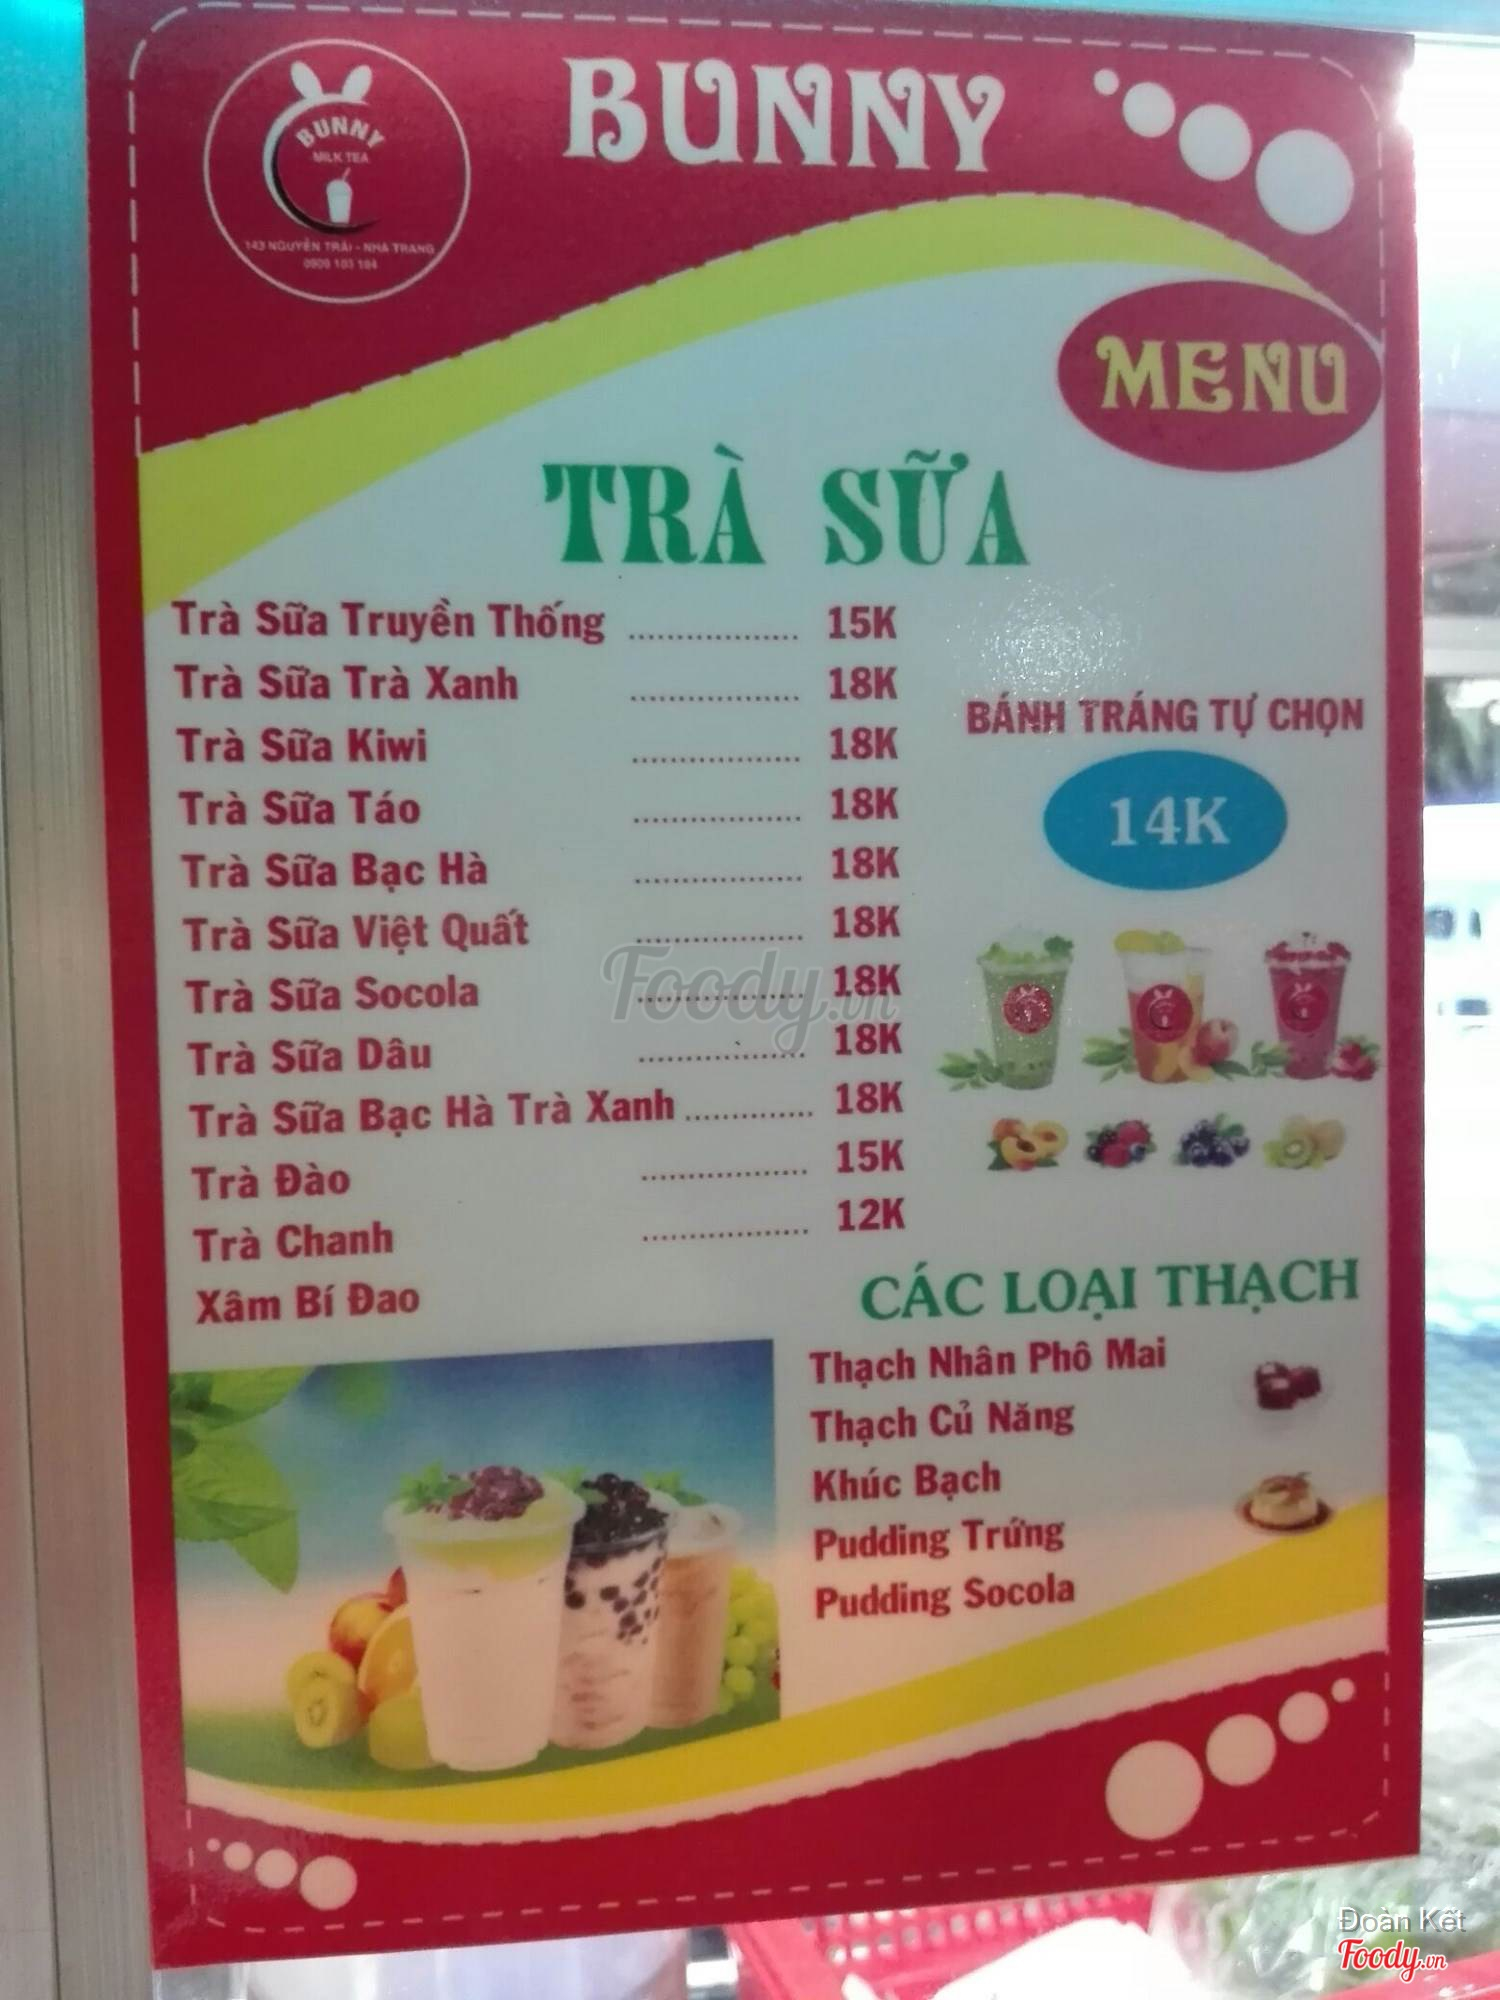 BUNNY
BUNNY
MILK TEA
143 NGUYỄN TRÃI - NHA TRANG
MENU
TRÀ SỮA
Trà Sữa Truyền Thống .................. 15K
Trà Sữa Trà Xanh .................. 18K
Trà Sữa Kiwi .................. 18K
Trà Sữa Táo .................. 18K
Trà Sữa Bạc Hà .................. 18K
Trà Sữa Việt Quất .................. 18K
Trà Sữa Socola .................. 18K
Trà Sữa Dâu .................. 18K
Trà Sữa Bạc Hà Trà Xanh .............. 18K
Trà Đào .................. 15K
Trà Chanh .................. 12K
Xâm Bí Đao
BÁNH TRÁNG TỰ CHỌN
14K
CÁC LOẠI THẠCH
Thạch Nhân Phô Mai
Thạch Củ Năng
Khúc Bạch
Pudding Trứng
Pudding Socola
Foody.vn
Đoàn Kết
Foody.vn